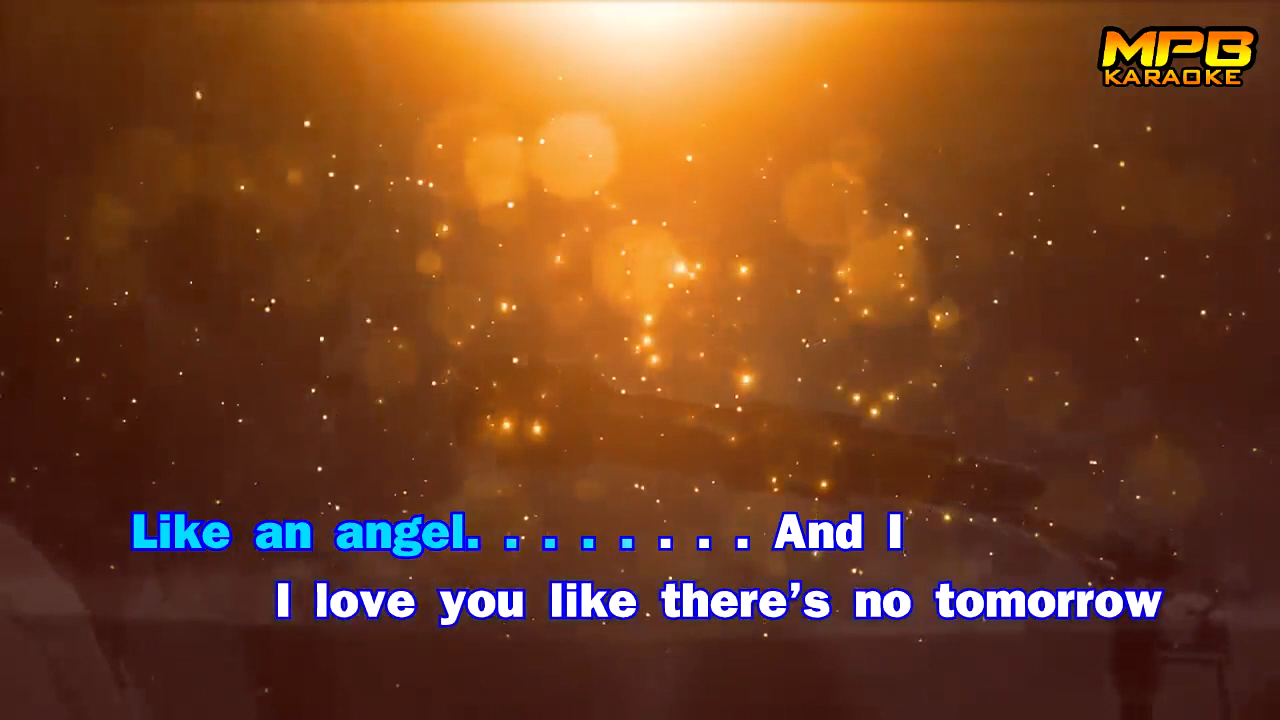 MPB
KARAOKE
Like an angel. . . . . . . . And I
I love you like there's no tomorrow